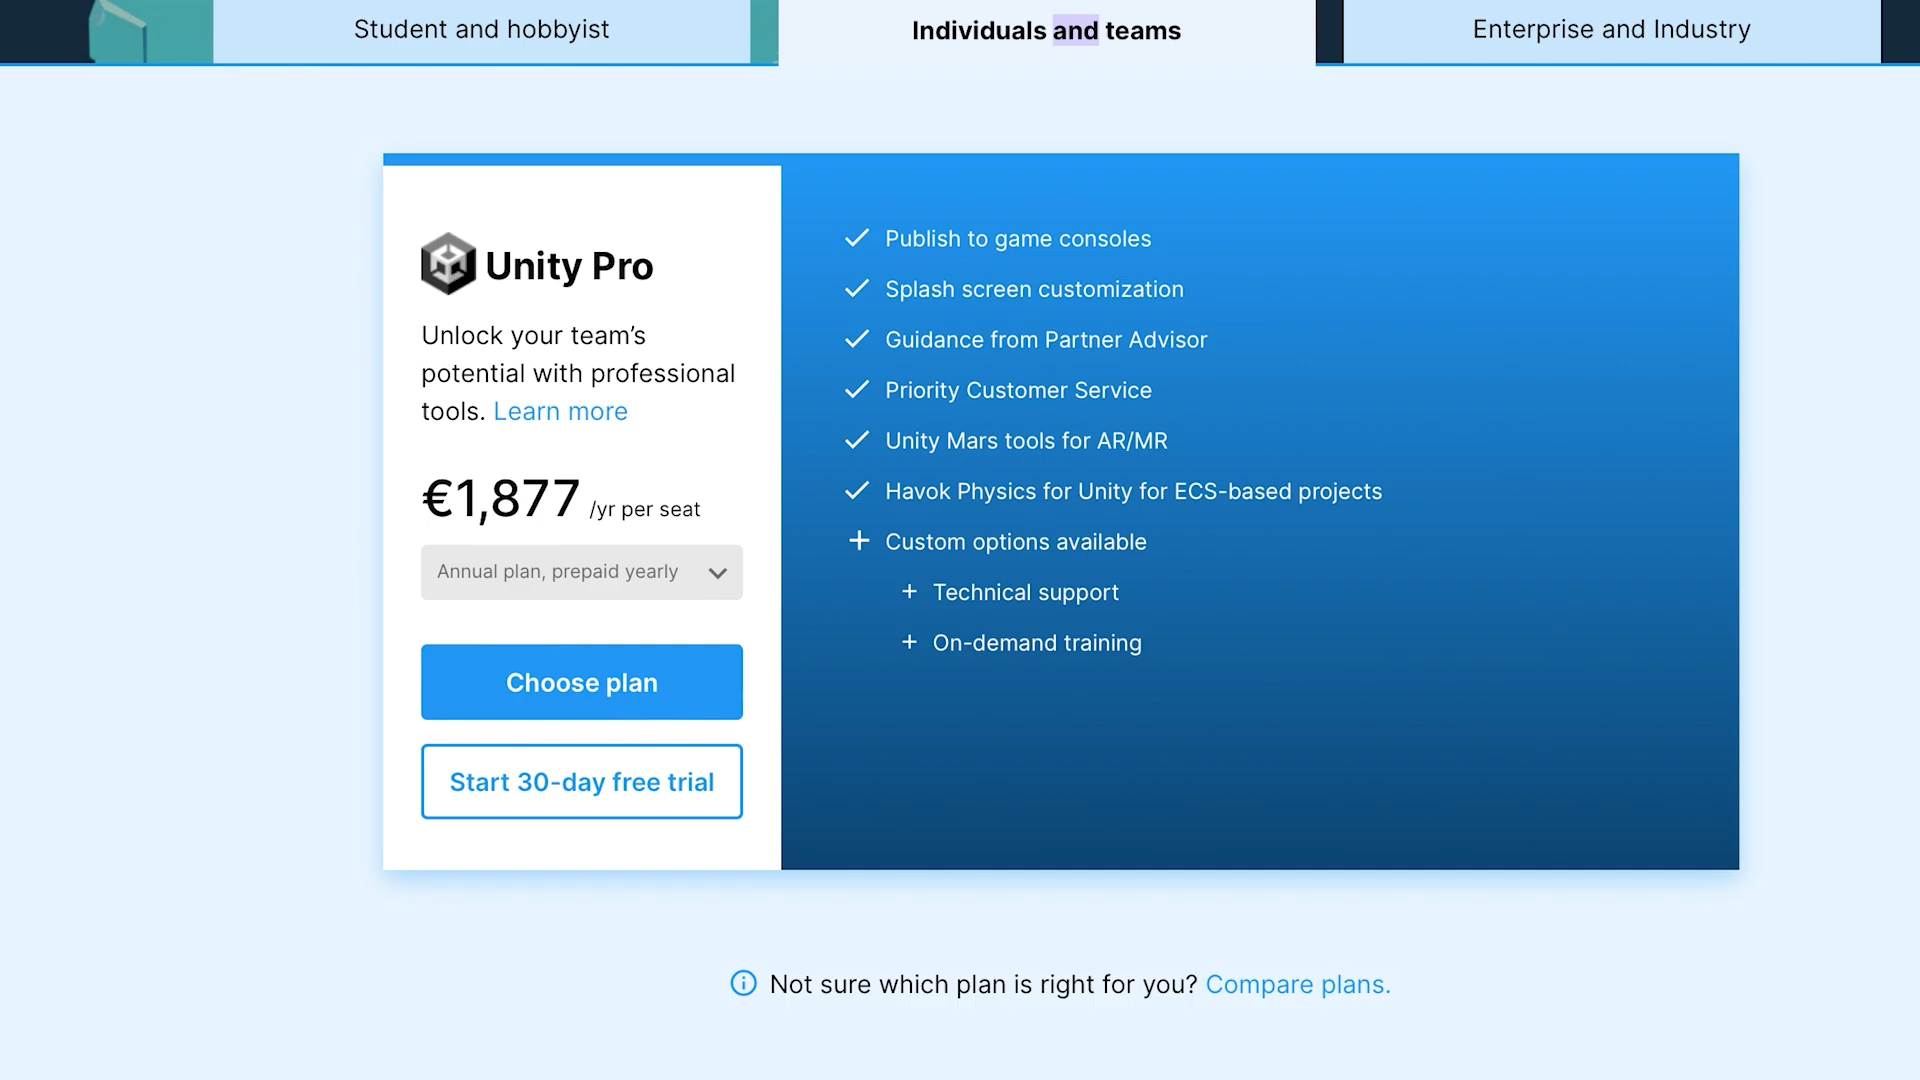 Student and hobbyist
Individuals and teams
Enterprise and Industry
Unity Pro
Unlock your team’s
potential with professional
tools. Learn more
€1,877 /yr per seat
Annual plan, prepaid yearly
Choose plan
Start 30-day free trial
Publish to game consoles
Splash screen customization
Guidance from Partner Advisor
Priority Customer Service
Unity Mars tools for AR/MR
Havok Physics for Unity for ECS-based projects
+ Custom options available
+ Technical support
+ On-demand training
Not sure which plan is right for you? Compare plans.